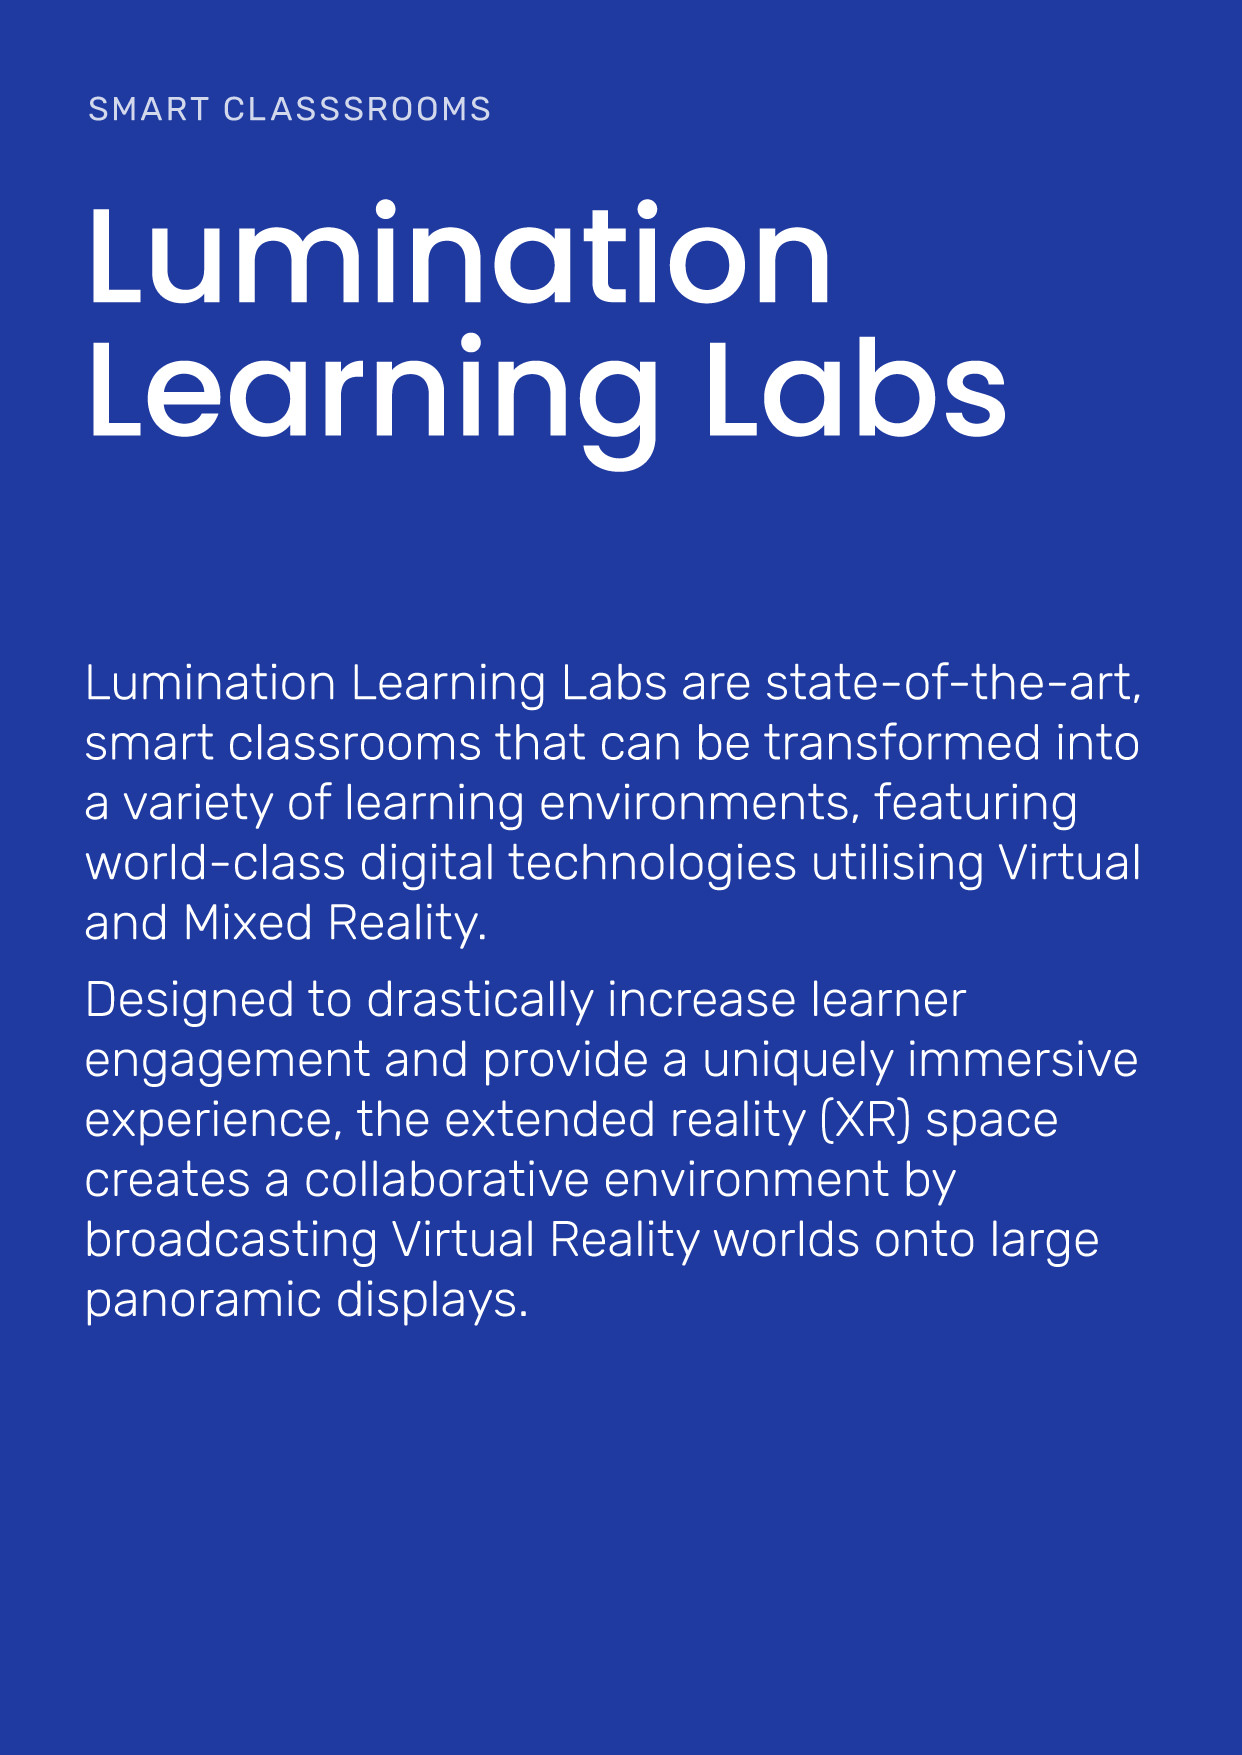 SMART CLASSSROOMS
Lumination
Learning Labs
Lumination Learning Labs are state-of-the-art,
smart classrooms that can be transformed into
a variety of learning environments, featuring
world-class digital technologies utilising Virtual
and Mixed Reality.
Designed to drastically increase learner
engagement and provide a uniquely immersive
experience, the extended reality (XR) space
creates a collaborative environment by
broadcasting Virtual Reality worlds onto large
panoramic displays.